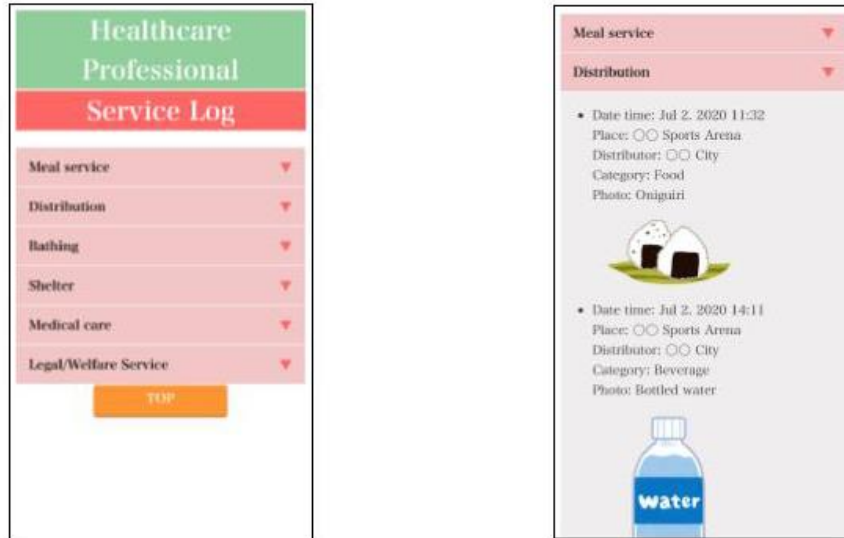 Healthcare
Professional
Service Log
Meal service
Distribution
Bathing
Shelter
Medical care
Legal/Welfare Service
TOP
Meal service
Distribution
• Date time: Jul 2, 2020 11:32
Place: ○○ Sports Arena
Distributor: ○○ City
Category: Food
Photo: Oniguiri
• Date time: Jul 2, 2020 14:11
Place: ○○ Sports Arena
Distributor: ○○ City
Category: Beverage
Photo: Bottled water
Water